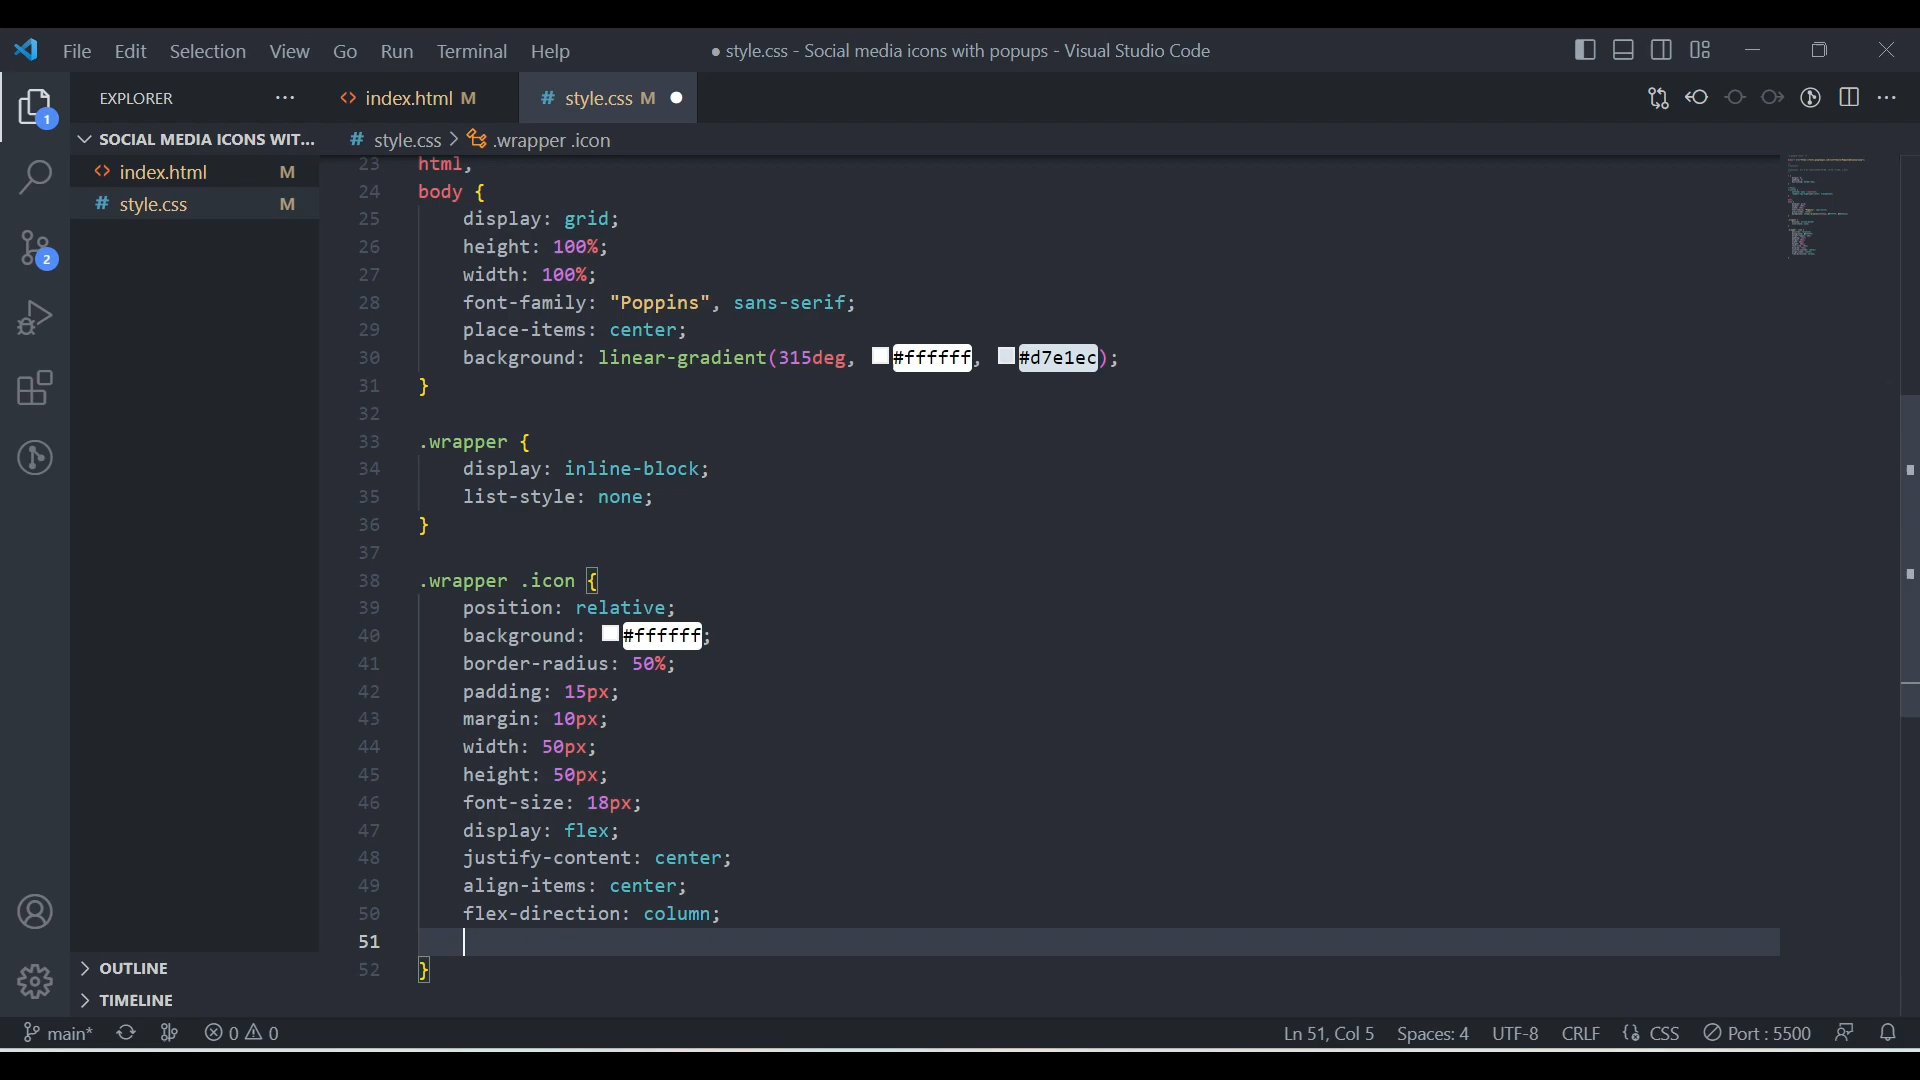 File Edit Selection View Go Run Terminal Help
● style.css - Social media icons with popups - Visual Studio Code
EXPLORER
<> index.html M
# style.css M
SOCIAL MEDIA ICONS WIT...
# style.css > .wrapper .icon
<> index.html M
# style.css M
1
2
23 html,
24 body {
25 display: grid;
26 height: 100%;
27 width: 100%;
28 font-family: "Poppins", sans-serif;
29 place-items: center;
30 background: linear-gradient(315deg, #ffffff, #d7e1ec);
31 }
32
33 .wrapper {
34 display: inline-block;
35 list-style: none;
36 }
37
38 .wrapper .icon {
39 position: relative;
40 background: #ffffff;
41 border-radius: 50%;
42 padding: 15px;
43 margin: 10px;
44 width: 50px;
45 height: 50px;
46 font-size: 18px;
47 display: flex;
48 justify-content: center;
49 align-items: center;
50 flex-direction: column;
51
52 }
OUTLINE
TIMELINE
main* 0 0
Ln 51, Col 5 Spaces: 4 UTF-8 CRLF {} CSS Port : 5500